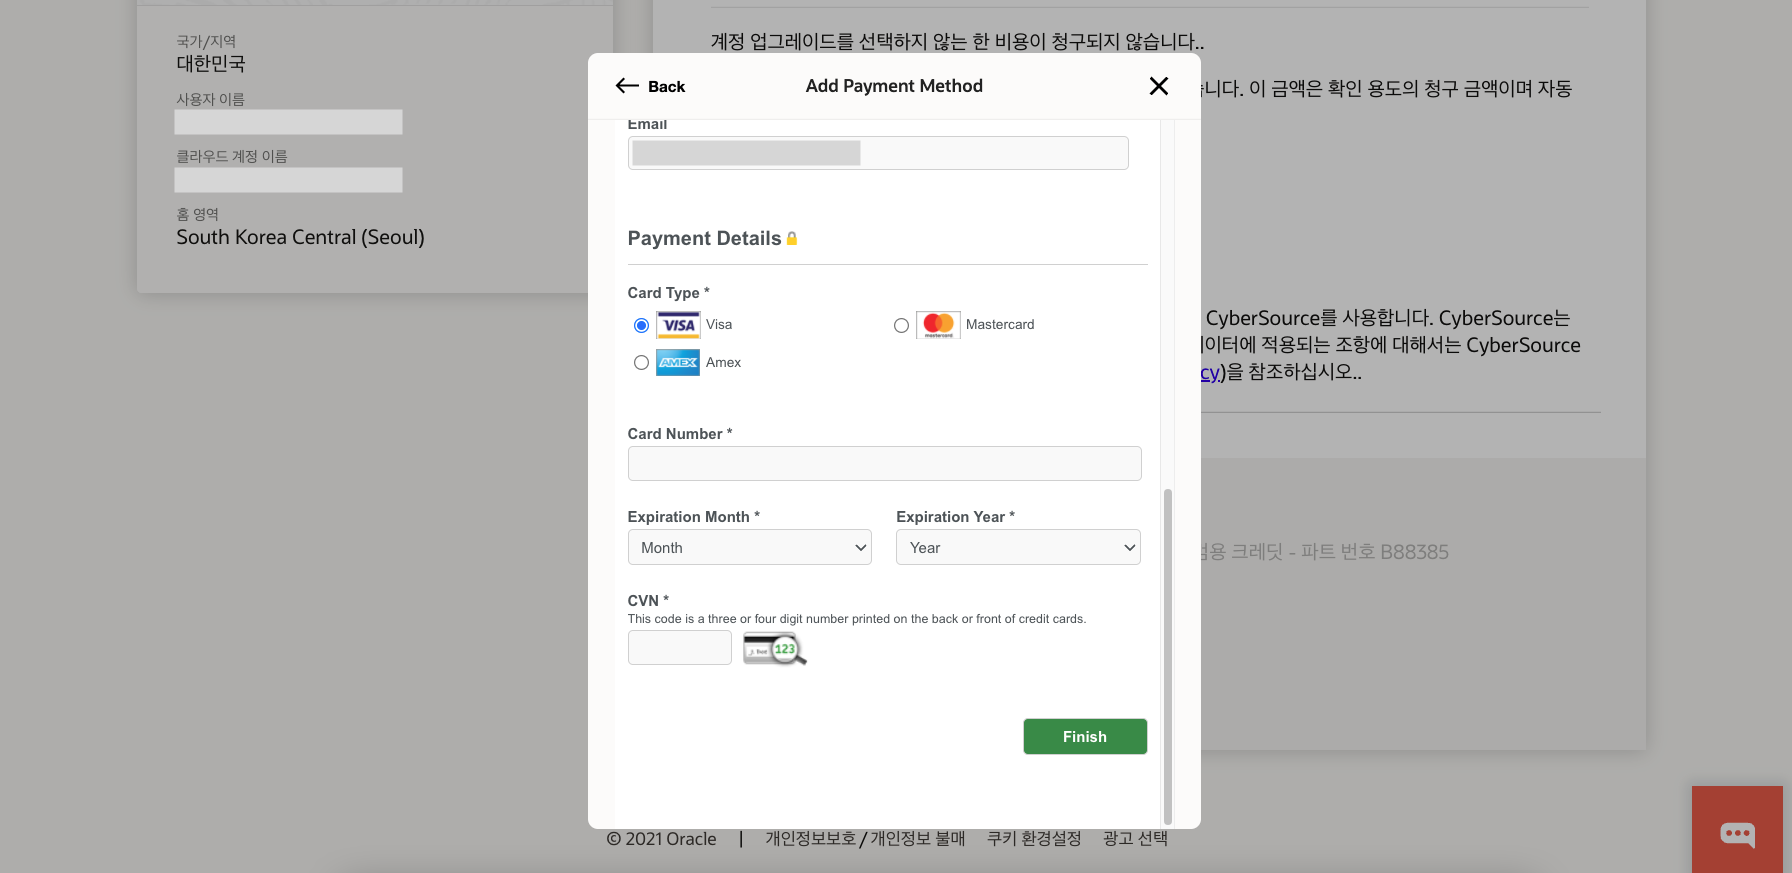 국가/지역
대한민국
사용자 이름
클라우드 계정 이름
홈 영역
South Korea Central (Seoul)
계정 업그레이드를 선택하지 않는 한 비용이 청구되지 않습니다..
니다. 이 금액은 확인 용도의 청구 금액이며 자동
CyberSource를 사용합니다. CyberSource는
이터에 적용되는 조항에 대해서는 CyberSource
cy)을 참조하십시오..
크레딧 - 파트 번호 B88385
Back
Add Payment Method
Email
Payment Details
Card Type *
VISA Visa
mastercard Mastercard
AMEX Amex
Card Number *
Expiration Month *
Expiration Year *
Month
Year
CVN *
This code is a three or four digit number printed on the back or front of credit cards.
123
Finish
© 2021 Oracle | 개인정보보호/개인정보 불매 쿠키 환경설정 광고 선택